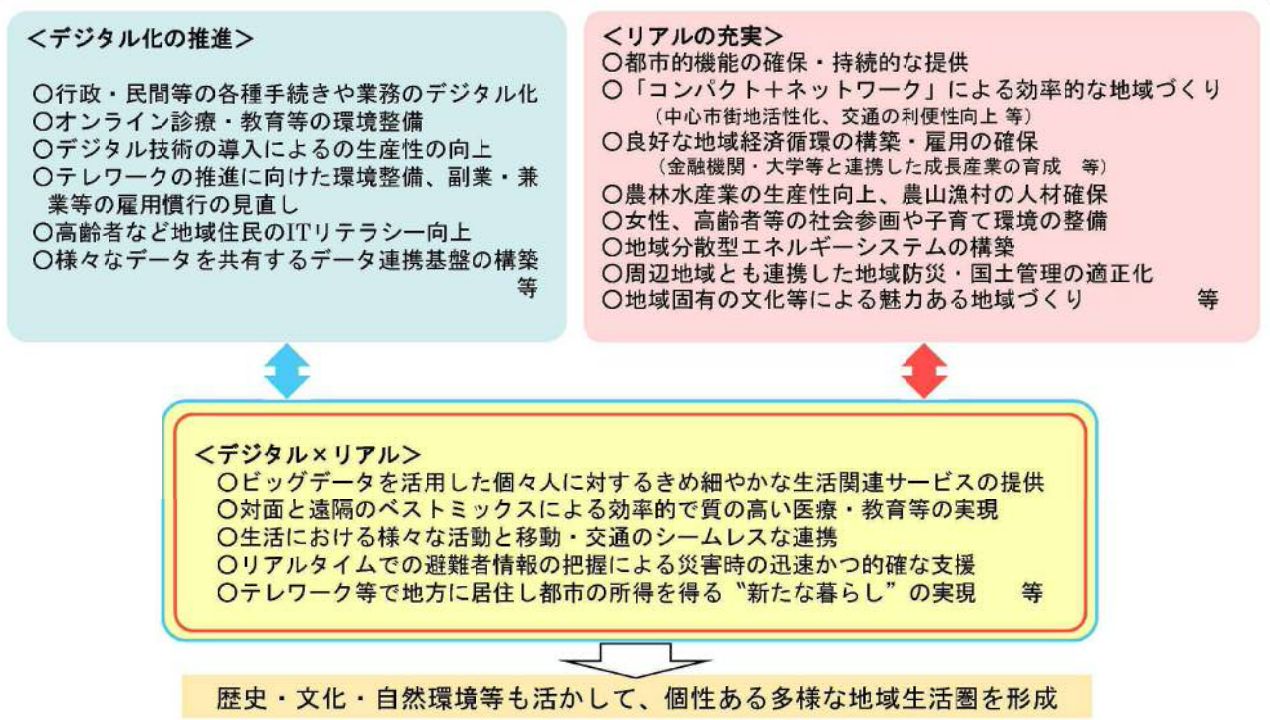 ＜デジタル化の推進＞
○行政・民間等の各種手続きや業務のデジタル化
○オンライン診療・教育等の環境整備
○デジタル技術の導入によるの生産性の向上
○テレワークの推進に向けた環境整備、副業・兼
業等の雇用慣行の見直し
○高齢者など地域住民のITリテラシー向上
○様々なデータを共有するデータ連携基盤の構築
等
＜リアルの充実＞
○都市的機能の確保・持続的な提供
○「コンパクト＋ネットワーク」による効率的な地域づくり
（中心市街地活性化、交通の利便性向上 等）
○良好な地域経済循環の構築・雇用の確保
（金融機関・大学等と連携した成長産業の育成 等）
○農林水産業の生産性向上、農山漁村の人材確保
○女性、高齢者等の社会参画や子育て環境の整備
○地域分散型エネルギーシステムの構築
○周辺地域とも連携した地域防災・国土管理の適正化
○地域固有の文化等による魅力ある地域づくり 等
＜デジタル×リアル＞
○ビッグデータを活用した個々人に対するきめ細やかな生活関連サービスの提供
○対面と遠隔のベストミックスによる効率的で質の高い医療・教育等の実現
○生活における様々な活動と移動・交通のシームレスな連携
○リアルタイムでの避難者情報の把握による災害時の迅速かつ的確な支援
○テレワーク等で地方に居住し都市の所得を得る“新たな暮らし”の実現 等
歴史・文化・自然環境等も活かして、個性ある多様な地域生活圏を形成